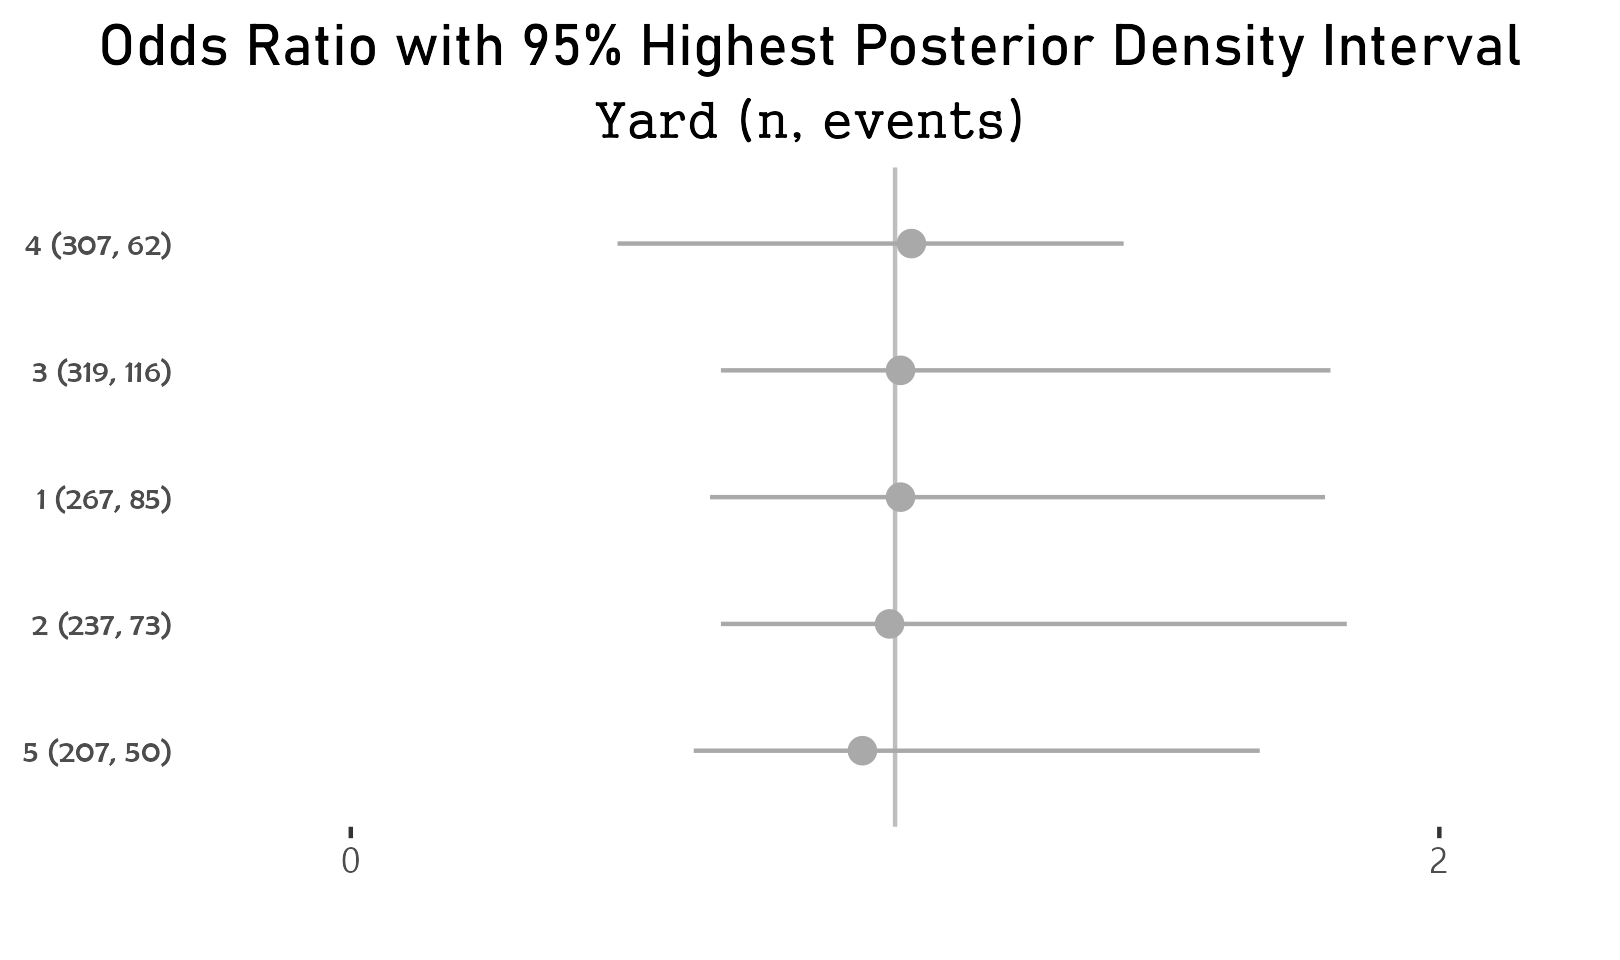 Odds Ratio with 95% Highest Posterior Density Interval
Yard (n, events)
4 (307, 62)
3 (319, 116)
1 (267, 85)
2 (237, 73)
5 (207, 50)
0 2